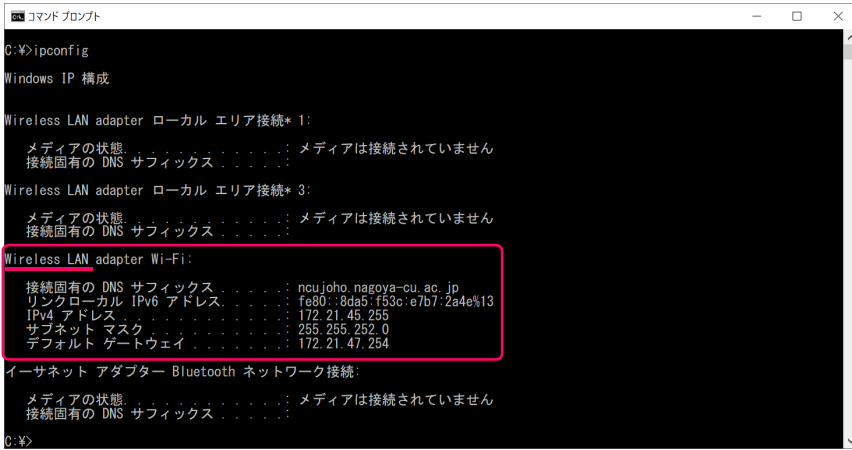 コマンド プロンプト
C:¥>ipconfig
Windows IP 構成
Wireless LAN adapter ローカル エリア接続* 1:
メディアの状態. . . . . . . . . . . .: メディアは接続されていません
接続固有の DNS サフィックス . . . . .:
Wireless LAN adapter ローカル エリア接続* 3:
メディアの状態. . . . . . . . . . . .: メディアは接続されていません
接続固有の DNS サフィックス . . . . .:
Wireless LAN adapter Wi-Fi:
接続固有の DNS サフィックス . . . . .: ncujoho.nagoya-cu.ac.jp
リンクローカル IPv6 アドレス. . . . .: fe80::8da5:f53c:e7b7:2a4e%13
IPv4 アドレス . . . . . . . . . . . .: 172.21.45.255
サブネット マスク . . . . . . . . . .: 255.255.252.0
デフォルト ゲートウェイ . . . . . . .: 172.21.47.254
イーサネット アダプター Bluetooth ネットワーク接続:
メディアの状態. . . . . . . . . . . .: メディアは接続されていません
接続固有の DNS サフィックス . . . . .:
C:¥>